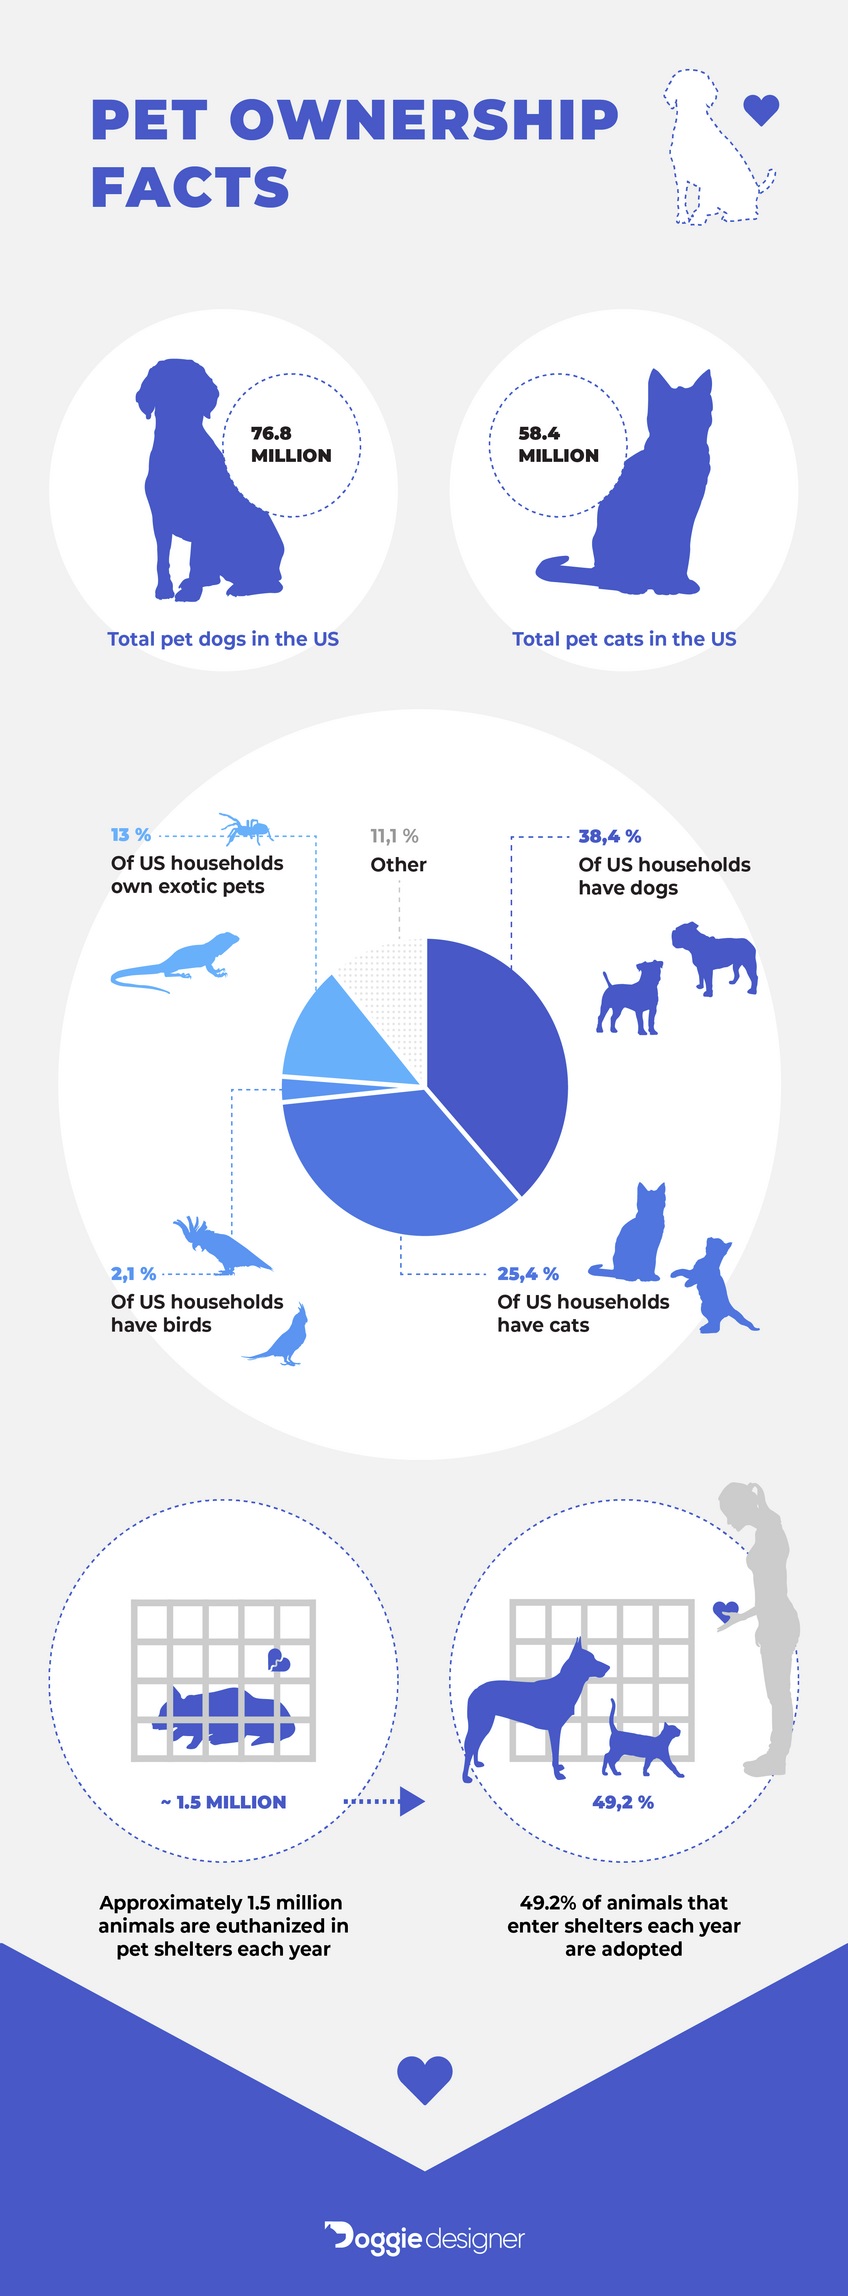 PET OWNERSHIP
FACTS
76.8
MILLION
Total pet dogs in the US
58.4
MILLION
Total pet cats in the US
13 %
Of US households
own exotic pets
11,1 %
Other
38,4 %
Of US households
have dogs
2,1 %
Of US households
have birds
25,4 %
Of US households
have cats
~ 1.5 MILLION
49,2 %
Approximately 1.5 million
animals are euthanized in
pet shelters each year
49.2% of animals that
enter shelters each year
are adopted
Doggie designer